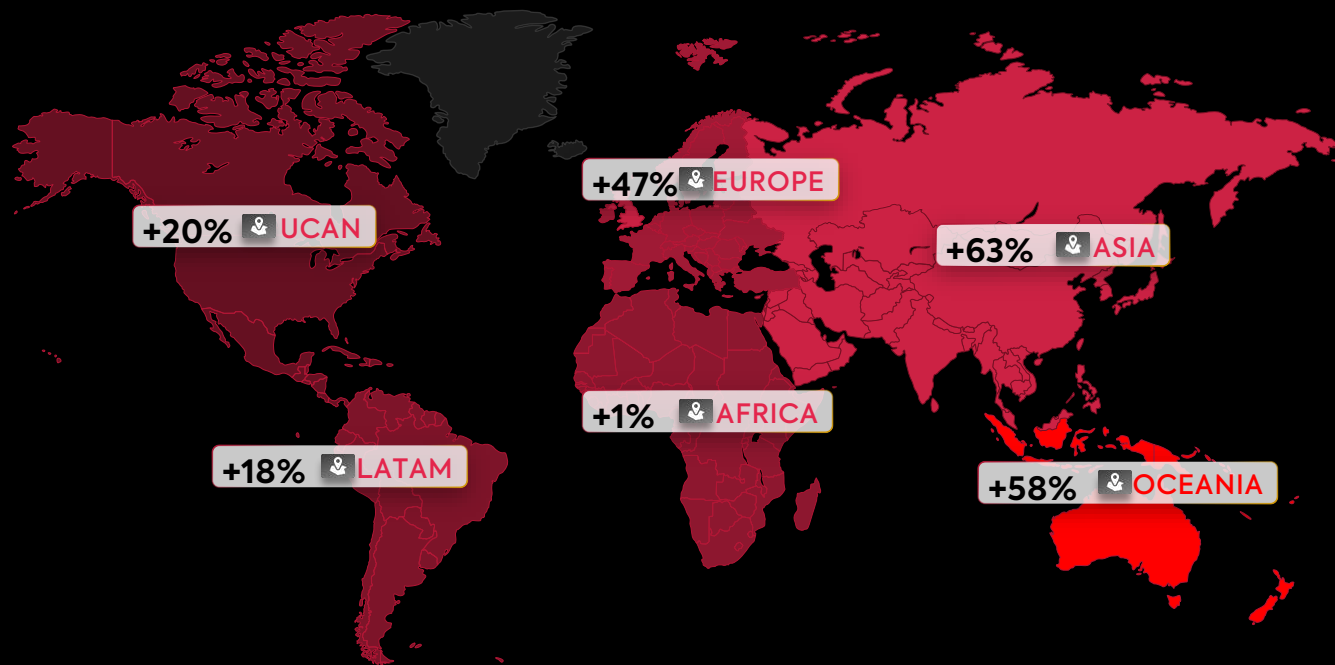 +47% EUROPE
+20% UCAN
+63% ASIA
+1% AFRICA
+18% LATAM
+58% OCEANIA